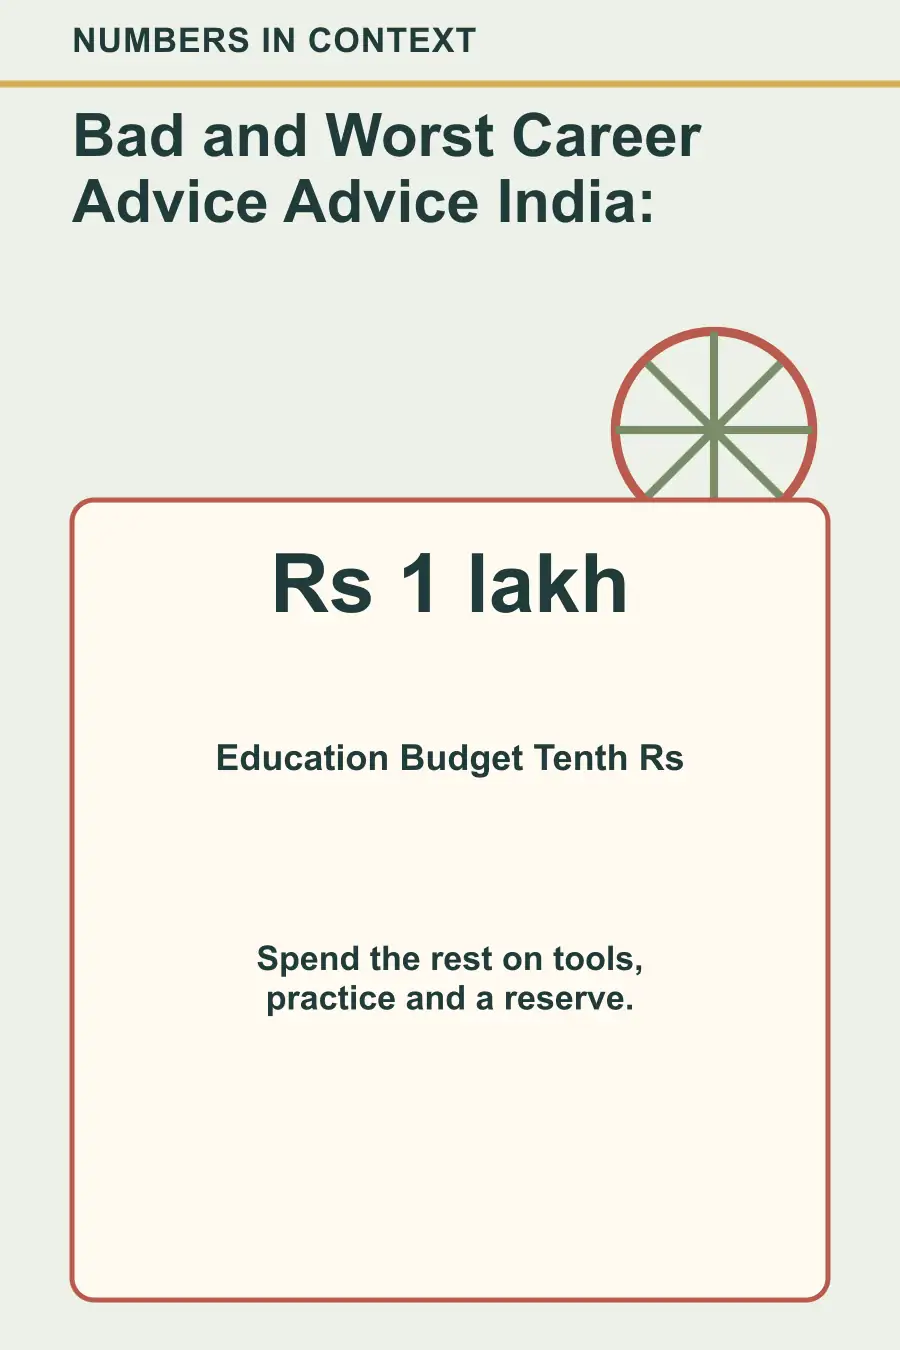 NUMBERS IN CONTEXT
Bad and Worst Career
Advice Advice India:
Rs 1 lakh
Education Budget Tenth Rs
Spend the rest on tools,
practice and a reserve.